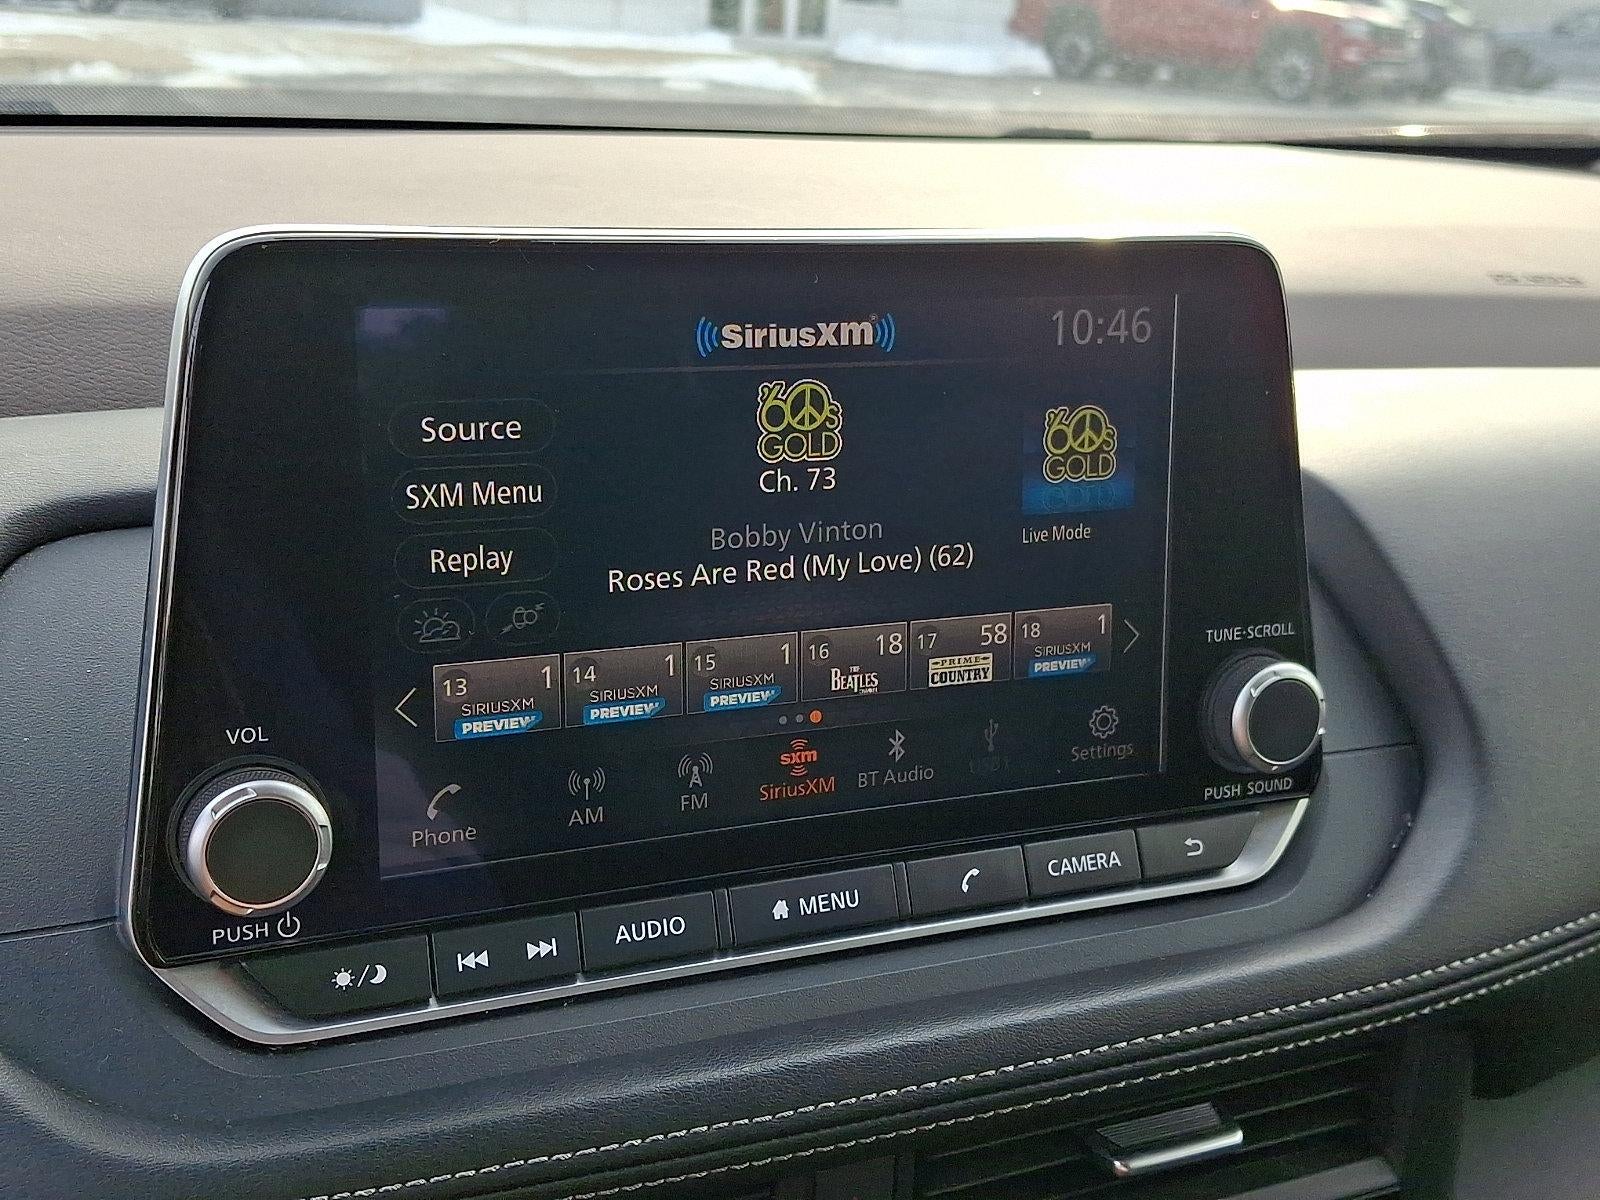 SiriusXM
10:46
'60s
GOLD
Ch. 73
'60s
GOLD
Live Mode
Source
SXM Menu
Replay
Bobby Vinton
Roses Are Red (My Love) (62)
13 1
SIRIUSXM
PREVIEW
14 1
SIRIUSXM
PREVIEW
15 1
SIRIUSXM
PREVIEW
16 18
THE
BEATLES
CHANNEL
17 58
PRIME
COUNTRY
18 1
SIRIUSXM
PREVIEW
Phone
AM
FM
sxm
SiriusXM
BT Audio
USB1
Settings
VOL
PUSH
TUNE·SCROLL
PUSH SOUND
AUDIO
MENU
CAMERA